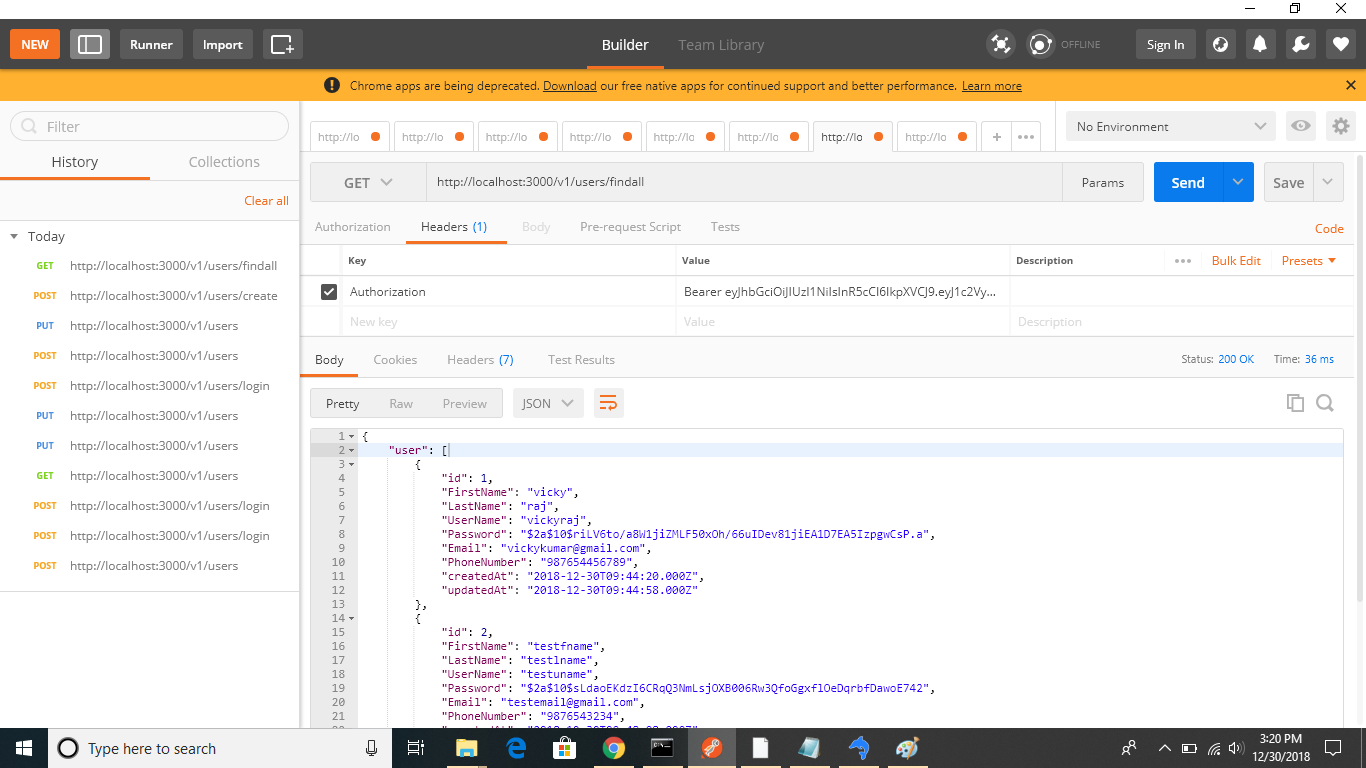 NEW Runner Import Builder Team Library OFFLINE Sign In
Chrome apps are being deprecated. Download our free native apps for continued support and better performance. Learn more
Filter
History Collections
Clear all
Today
GET http://localhost:3000/v1/users/findall
POST http://localhost:3000/v1/users/create
PUT http://localhost:3000/v1/users
POST http://localhost:3000/v1/users
POST http://localhost:3000/v1/users/login
PUT http://localhost:3000/v1/users
PUT http://localhost:3000/v1/users
GET http://localhost:3000/v1/users
POST http://localhost:3000/v1/users/login
POST http://localhost:3000/v1/users/login
POST http://localhost:3000/v1/users
http://lo http://lo http://lo http://lo http://lo http://lo http://lo http://lo + •••
No Environment
GET http://localhost:3000/v1/users/findall Params Send Save
Authorization Headers (1) Body Pre-request Script Tests Code
Key Value Description ••• Bulk Edit Presets
Authorization Bearer eyJhbGciOiJIUzI1NiIsInR5cCI6IkpXVCJ9.eyJ1c2Vy...
New key Value Description
Body Cookies Headers (7) Test Results Status: 200 OK Time: 36 ms
Pretty Raw Preview JSON
1 {
2 "user": [
3 {
4 "id": 1,
5 "FirstName": "vicky",
6 "LastName": "raj",
7 "UserName": "vickyraj",
8 "Password": "$2a$10$riLV6to/a8W1jiZMLF50xOh/66uIDev81jiEA1D7EA5IzpgwCsP.a",
9 "Email": "vickykumar@gmail.com",
10 "PhoneNumber": "987654456789",
11 "createdAt": "2018-12-30T09:44:20.000Z",
12 "updatedAt": "2018-12-30T09:44:58.000Z"
13 },
14 {
15 "id": 2,
16 "FirstName": "testfname",
17 "LastName": "testlname",
18 "UserName": "testuname",
19 "Password": "$2a$10$sLdaoEKdzI6CRqQ3NmLsjOXB006Rw3QfoGgxflOeDqrbfDawoE742",
20 "Email": "testemail@gmail.com",
21 "PhoneNumber": "9876543234",
Type here to search
3:20 PM
12/30/2018